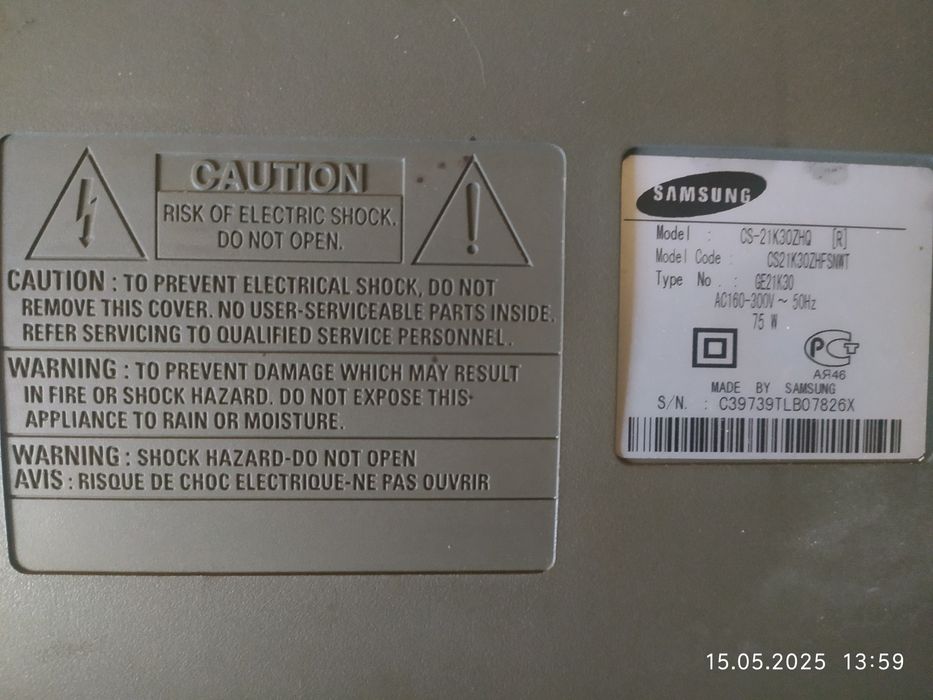 CAUTION
RISK OF ELECTRIC SHOCK.
DO NOT OPEN.
CAUTION : TO PREVENT ELECTRICAL SHOCK, DO NOT
REMOVE THIS COVER. NO USER-SERVICEABLE PARTS INSIDE.
REFER SERVICING TO QUALIFIED SERVICE PERSONNEL.
WARNING : TO PREVENT DAMAGE WHICH MAY RESULT
IN FIRE OR SHOCK HAZARD. DO NOT EXPOSE THIS
APPLIANCE TO RAIN OR MOISTURE.
WARNING : SHOCK HAZARD-DO NOT OPEN
AVIS : RISQUE DE CHOC ELECTRIQUE-NE PAS OUVRIR
SAMSUNG
Model : CS-21K30ZHQ [R]
Model Code : CS21K30ZHFSNWT
Type No. : GE21K30
AC160-300V ~ 50Hz
75 W
РСТ
АЯ46
MADE BY SAMSUNG
S/N. : C39739TLB07826X
15.05.2025 13:59